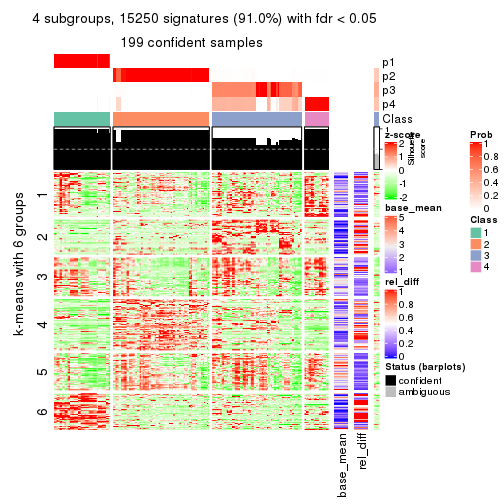 4 subgroups, 15250 signatures (91.0%) with fdr < 0.05
199 confident samples
p1
p2
p3
p4
Class
1
0
Silhouette score
k-means with 6 groups
1
2
3
4
5
6
base_mean
rel_diff
z-score
2
1
0
-1
-2
base_mean
5
4
3
2
1
rel_diff
1
0.8
0.6
0.4
0.2
0
Status (barplots)
confident
ambiguous
Prob
1
0.8
0.6
0.4
0.2
0
Class
1
2
3
4